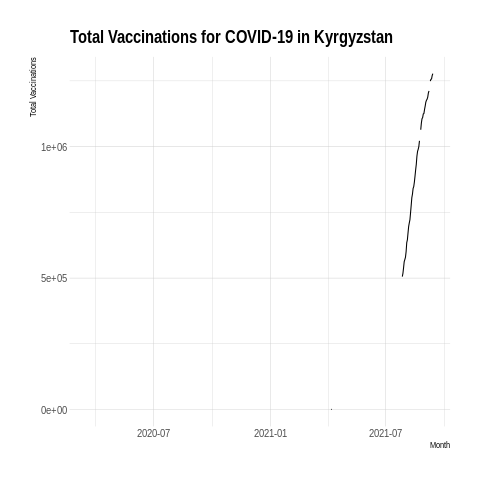 Total Vaccinations for COVID-19 in Kyrgyzstan
Total Vaccinations
1e+06
5e+05
0e+00
2020-07 2021-01 2021-07
Month